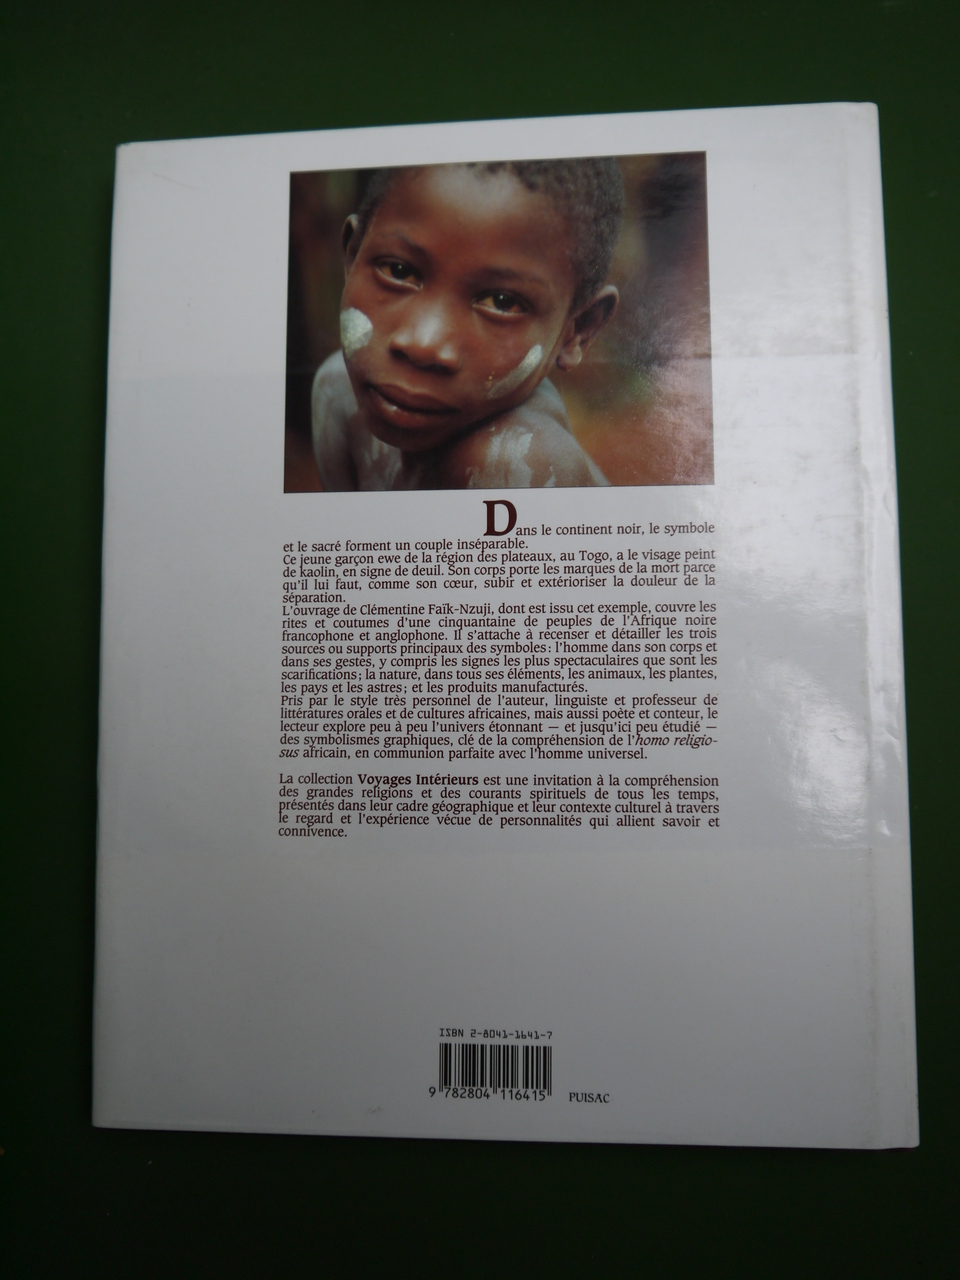 Dans le continent noir, le symbole
et le sacré forment un couple inséparable.
Ce jeune garçon ewe de la région des plateaux, au Togo, a le visage peint
de kaolin, en signe de deuil. Son corps porte les marques de la mort parce
qu'il lui faut, comme son cœur, subir et extérioriser la douleur de la
séparation.
L'ouvrage de Clémentine Faïk-Nzuji, dont est issu cet exemple, couvre les
rites et coutumes d'une cinquantaine de peuples de l'Afrique noire
francophone et anglophone. Il s'attache à recenser et détailler les trois
sources ou supports principaux des symboles : l'homme dans son corps et
dans ses gestes, y compris les signes les plus spectaculaires que sont les
scarifications ; la nature, dans tous ses éléments, les animaux, les plantes,
les pays et les astres ; et les produits manufacturés.
Pris par le style très personnel de l'auteur, linguiste et professeur de
littératures orales et de cultures africaines, mais aussi poète et conteur, le
lecteur explore peu à peu l'univers étonnant — et jusqu'ici peu étudié —
des symbolismes graphiques, clé de la compréhension de l'homo religio-
sus africain, en communion parfaite avec l'homme universel.
La collection Voyages Intérieurs est une invitation à la compréhension
des grandes religions et des courants spirituels de tous les temps,
présentés dans leur cadre géographique et leur contexte culturel à travers
le regard et l'expérience vécue de personnalités qui allient savoir et
connivence.
ISBN 2-8041-1641-7
9 782804 116415 PUISAC